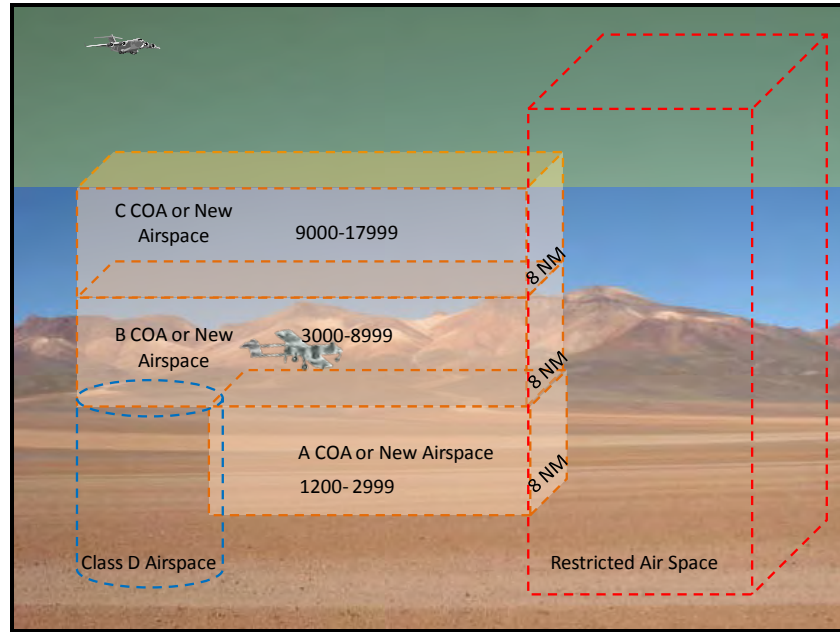 C COA or New
Airspace
9000-17999
8 NM
B COA or New
Airspace
3000-8999
8 NM
A COA or New Airspace
1200- 2999
8 NM
Class D Airspace
Restricted Air Space